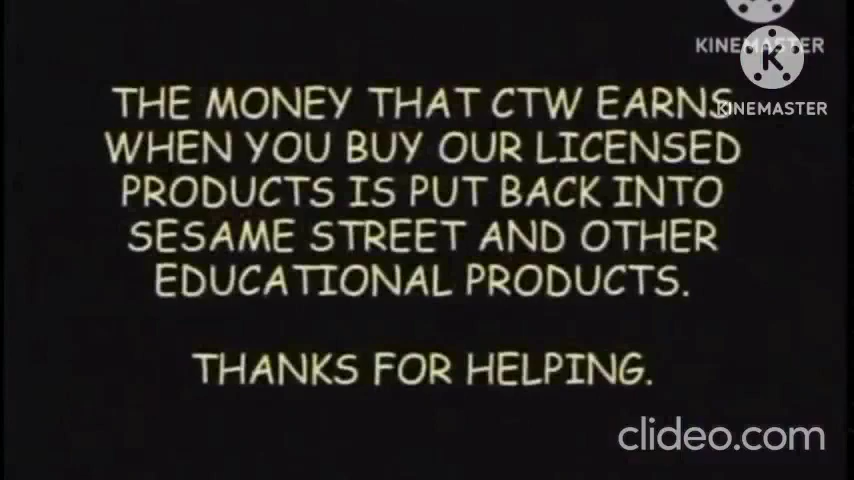 KINEMASTER
KINEMASTER
THE MONEY THAT CTW EARNS
WHEN YOU BUY OUR LICENSED
PRODUCTS IS PUT BACK INTO
SESAME STREET AND OTHER
EDUCATIONAL PRODUCTS.
THANKS FOR HELPING.
clideo.com